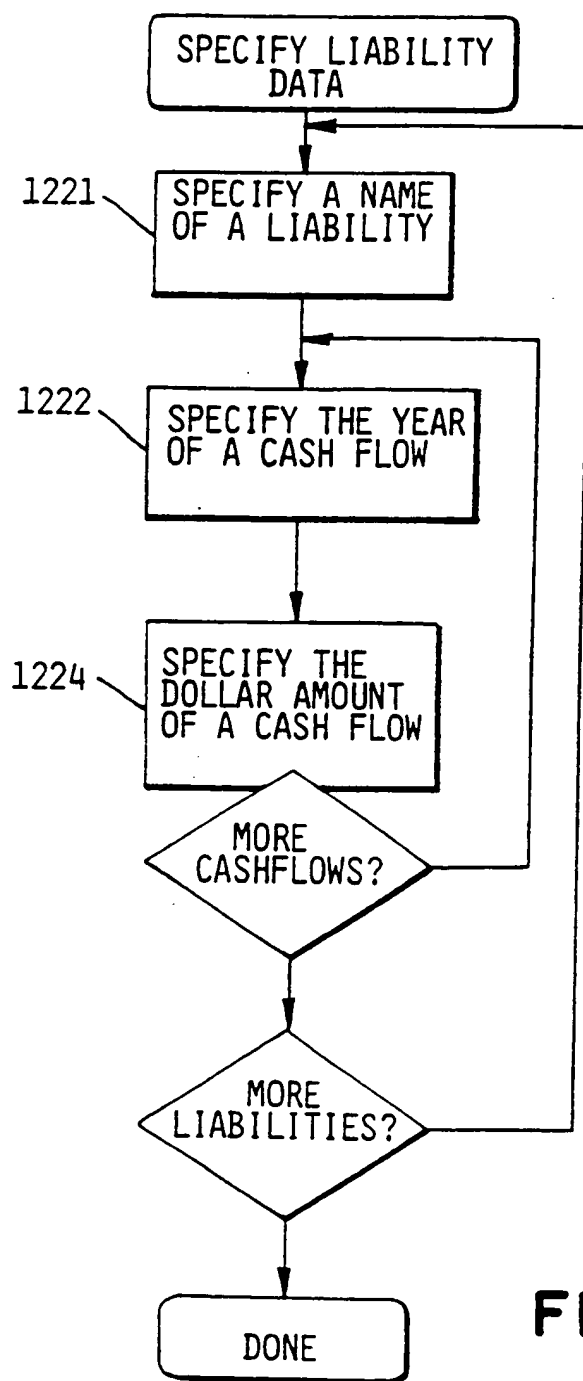 SPECIFY LIABILITY
DATA
1221
SPECIFY A NAME
OF A LIABILITY
1222
SPECIFY THE YEAR
OF A CASH FLOW
1224
SPECIFY THE
DOLLAR AMOUNT
OF A CASH FLOW
MORE
CASHFLOWS?
MORE
LIABILITIES?
DONE